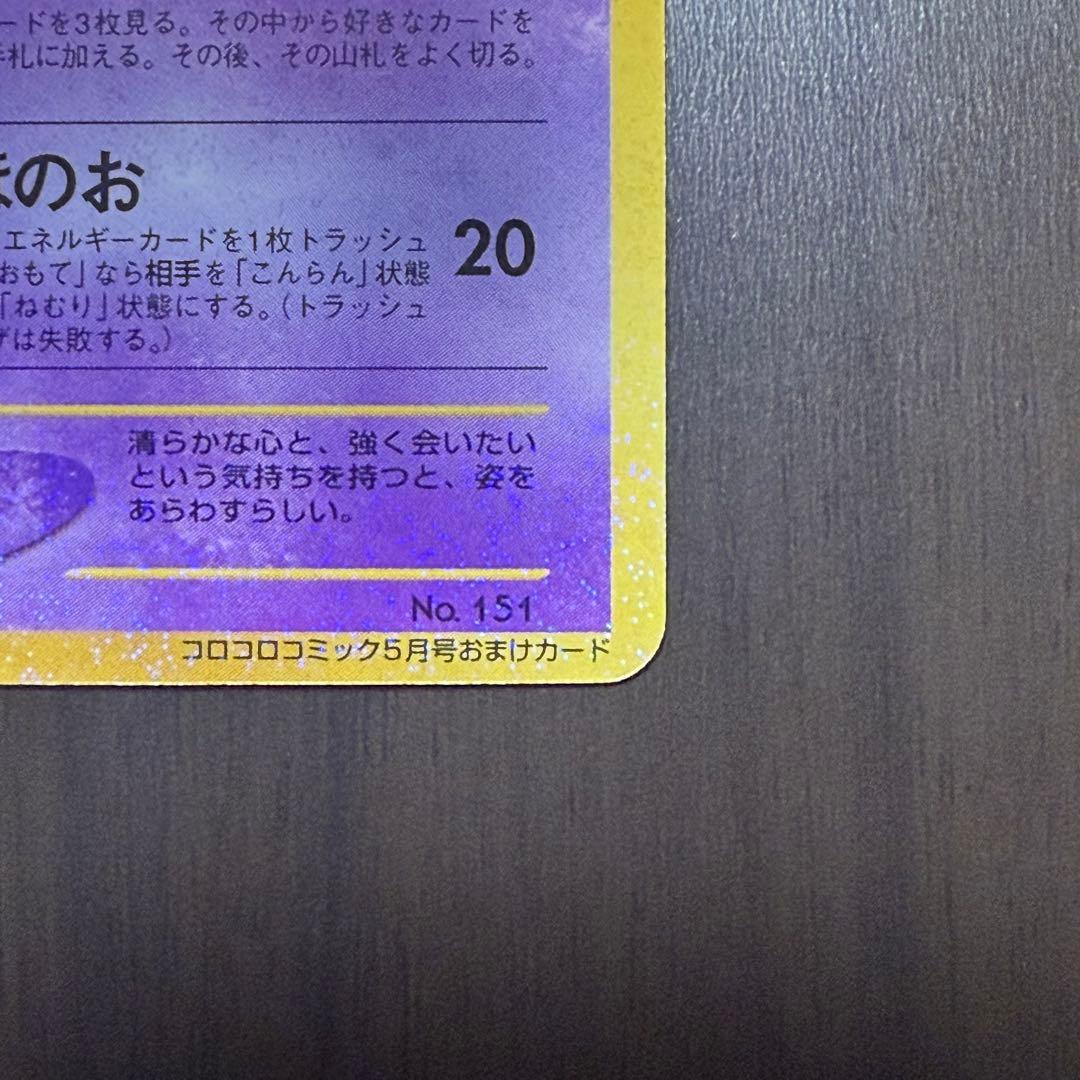 ードを3枚見る。その中から好きなカードを
札に加える。その後、その山札をよく切る。
のお
エネルギーカードを1枚トラッシュ
おもて」なら相手を「こんらん」状態
「ねむり」状態にする。(トラッシュ
は失敗する。)
20
清らかな心と、強く会いたい
という気持ちを持つと、姿を
あらわすらしい。
No. 151
コロコロコミック5月号おまけカード